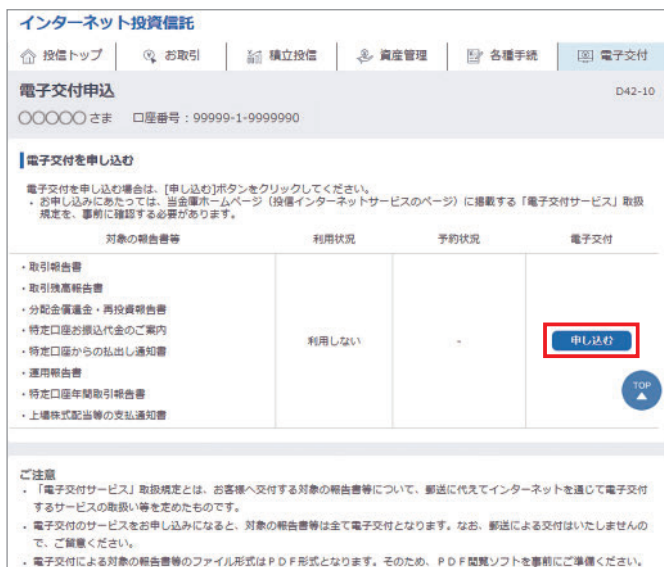 インターネット投資信託
投信トップ お取引 積立投信 資産管理 各種手続 電子交付
電子交付申込 D42-10
○○○○○さま 口座番号：99999-1-9999990
電子交付を申し込む
電子交付を申し込む場合は、[申し込む]ボタンをクリックしてください。
・お申し込みにあたっては、当金庫ホームページ（投信インターネットサービスのページ）に掲載する「電子交付サービス」取扱
規定を、事前に確認する必要があります。
対象の報告書等 利用状況 予約状況 電子交付
・取引報告書
・取引残高報告書
・分配金償還金・再投資報告書
・特定口座お振込代金のご案内
・特定口座からの払出し通知書 利用しない - 申し込む
・運用報告書
・特定口座年間取引報告書
・上場株式配当等の支払通知書
TOP
ご注意
・「電子交付サービス」取扱規定とは、お客様へ交付する対象の報告書等について、郵送に代えてインターネットを通じて電子交付
するサービスの取扱い等を定めたものです。
・電子交付のサービスをお申し込みになると、対象の報告書等は全て電子交付となります。なお、郵送による交付はいたしませんの
で、ご留意ください。
・電子交付による対象の報告書等のファイル形式はＰＤＦ形式となります。そのため、ＰＤＦ閲覧ソフトを事前にご準備ください。